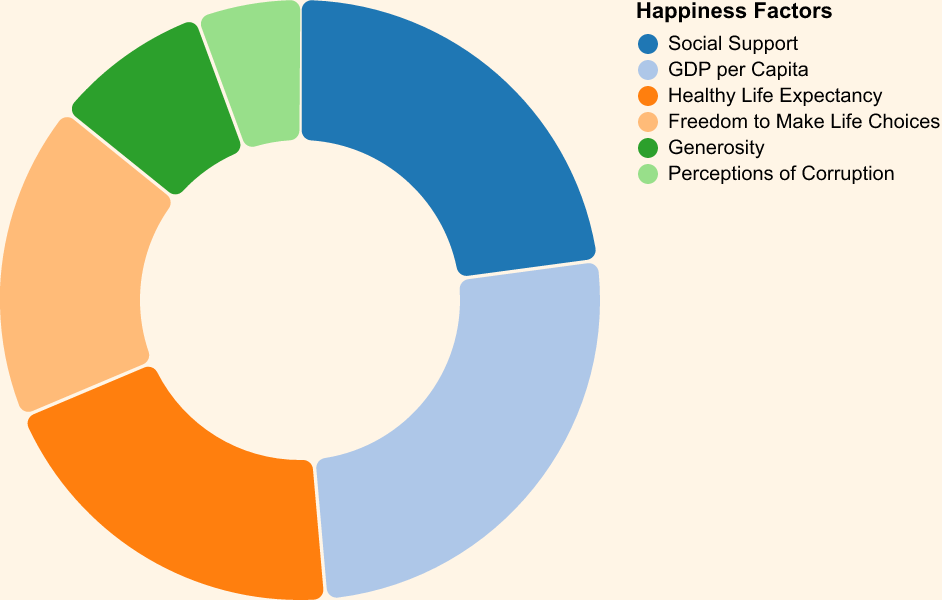 Happiness Factors
Social Support
GDP per Capita
Healthy Life Expectancy
Freedom to Make Life Choices
Generosity
Perceptions of Corruption